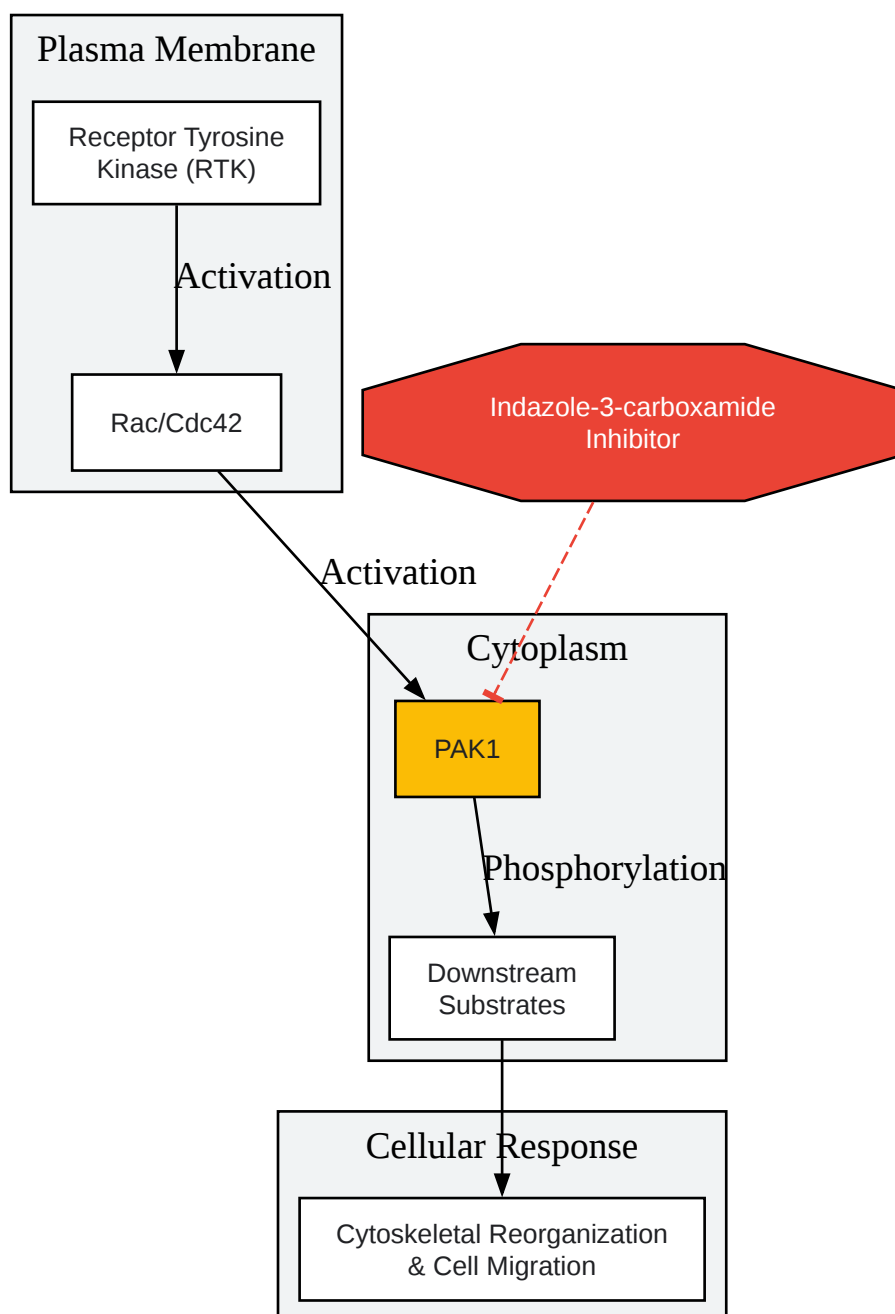 Plasma Membrane
Receptor Tyrosine
Kinase (RTK)
Activation
Rac/Cdc42
Indazole-3-carboxamide
Inhibitor
Activation
Cytoplasm
PAK1
Phosphorylation
Downstream
Substrates
Cellular Response
Cytoskeletal Reorganization
& Cell Migration